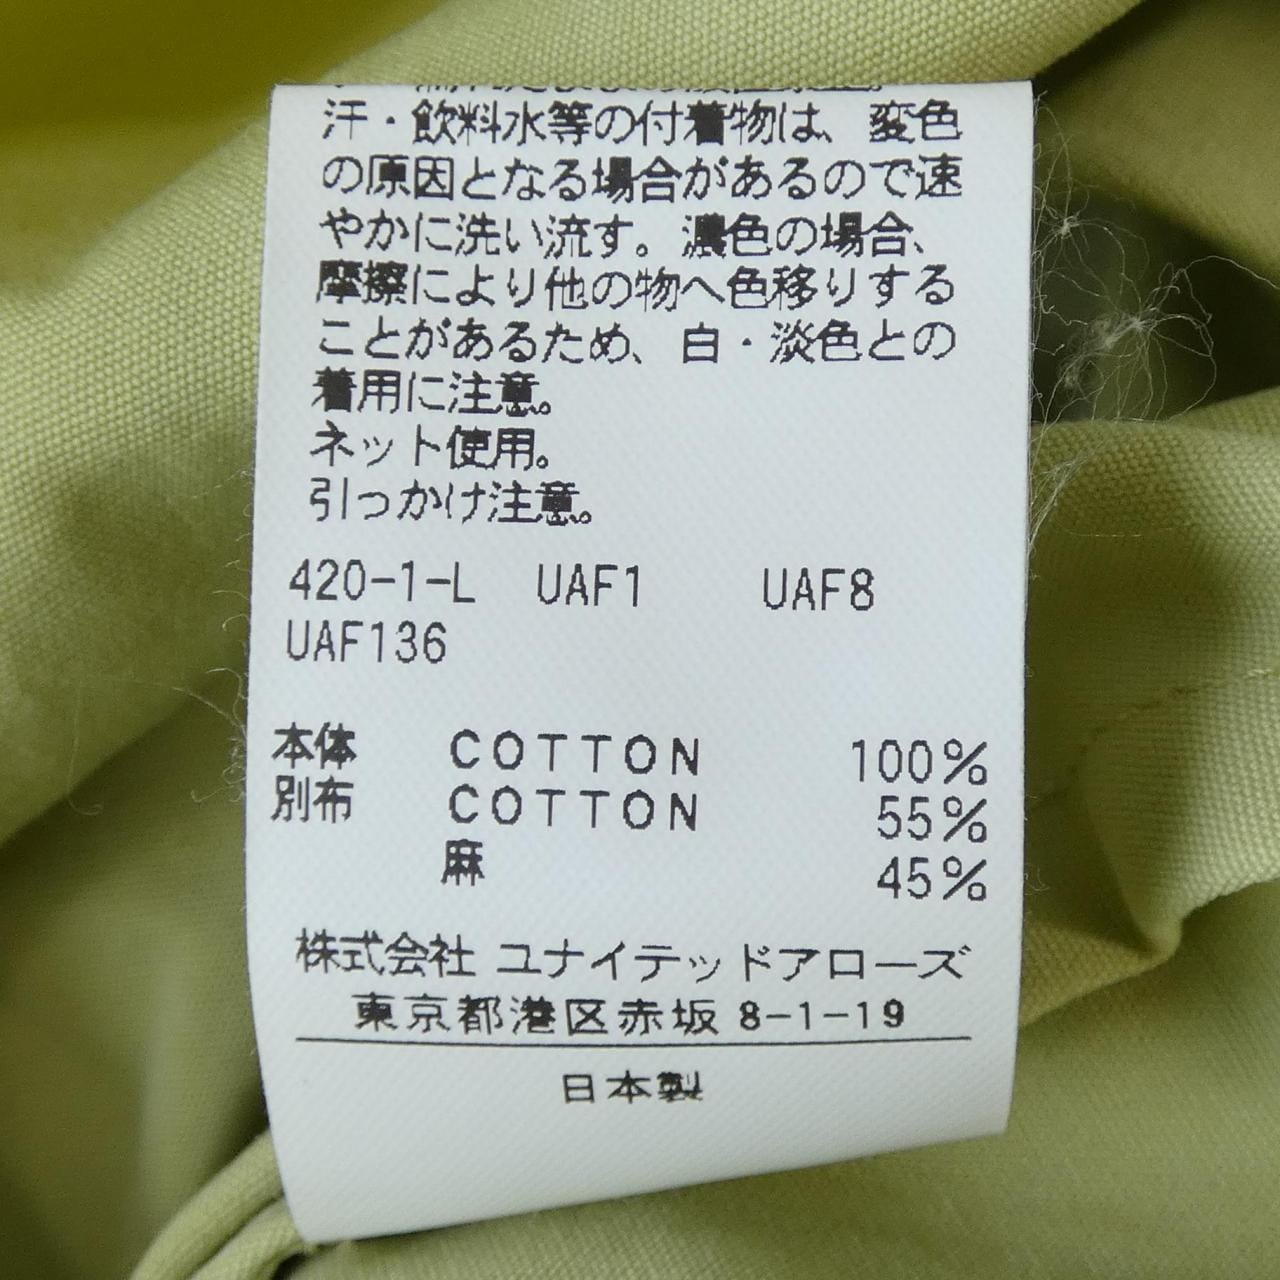 汗・飲料水等の付着物は、変色
の原因となる場合があるので速
やかに洗い流す。濃色の場合、
摩擦により他の物へ色移りする
ことがあるため、白・淡色との
着用に注意。
ネット使用。
引っかけ注意。
420-1-L UAF1 UAF8
UAF136
本体 COTTON 100%
別布 COTTON 55%
麻 45%
株式会社 ユナイテッドアローズ
東京都港区赤坂 8-1-19
日本製